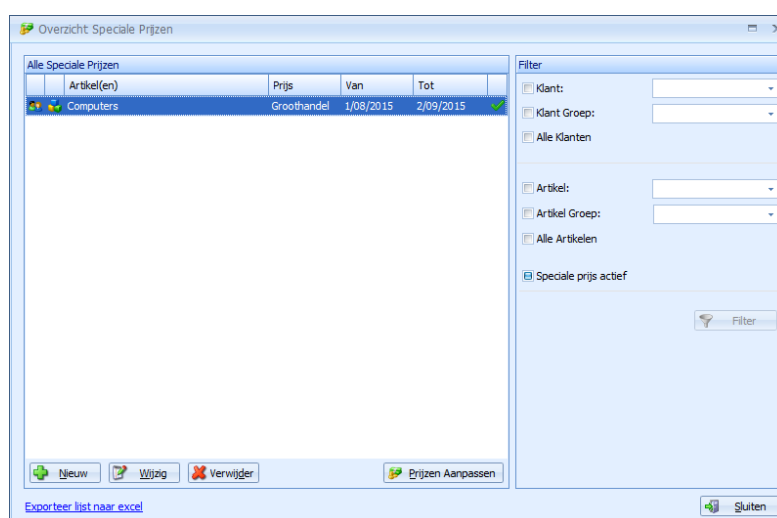 Overzicht Speciale Prijzen
Alle Speciale Prijzen
Artikel(en) Prijs Van Tot
Computers Groothandel 1/08/2015 2/09/2015
Nieuw Wijzig Verwijder Prijzen Aanpassen
Exporteer lijst naar excel
Filter
Klant:
Klant Groep:
Alle Klanten
Artikel:
Artikel Groep:
Alle Artikelen
Speciale prijs actief
Filter
Sluiten